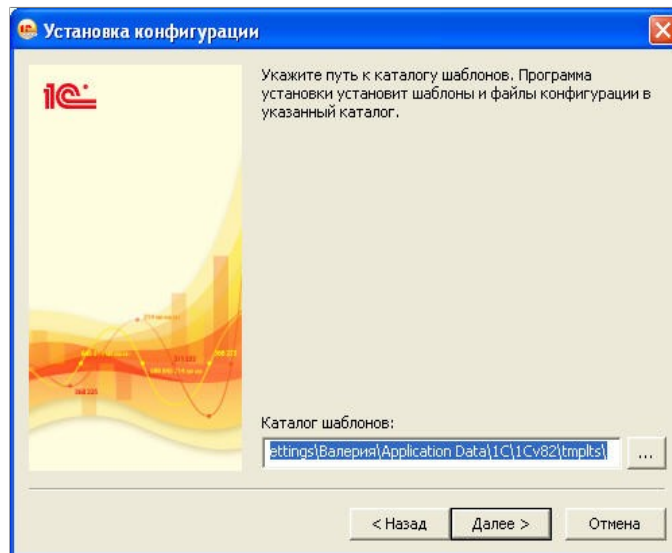 Установка конфигурации
1С
Укажите путь к каталогу шаблонов. Программа
установки установит шаблоны и файлы конфигурации в
указанный каталог.
Каталог шаблонов:
ettings\Валерия\Application Data\1C\1Cv82\tmplts\
...
< Назад
Далее >
Отмена